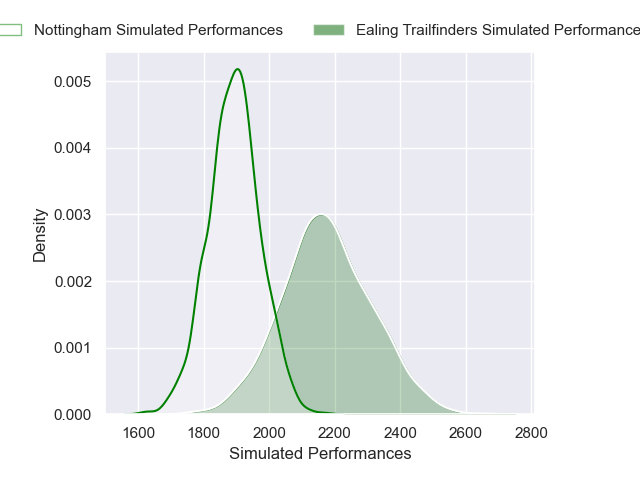 Nottingham Simulated Performances
Ealing Trailfinders Simulated Performance
0.005
0.004
0.003
0.002
0.001
0.000
Density
1600 1800 2000 2200 2400 2600 2800
Simulated Performances